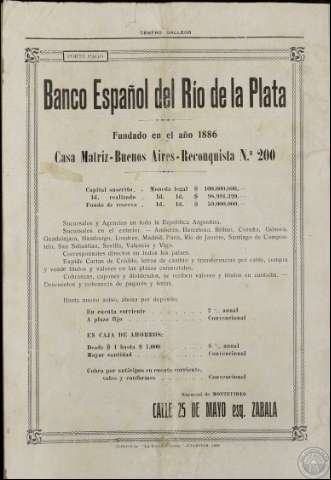 CENTRO GALLEGO
PORTE PAGO
Banco Español del Río de la Plata
Fundado en el año 1886
Casa Matriz-Buenos Aires-Reconquista N.º 200
Capital suscrito . Moneda legal $ 100.000.000,—
Id. realizado Id. Id. $
Fondo de reserva . Id. Id. $ 50.000.000.—
Sucursales y Agencias en toda la República Argentina.
Sucursales en el exterior. — Amberes, Barcelona, Bilbao, Coruña, Génova,
Guadalajara, Hamburgo, Londres, Madrid, París, Río de Janeiro, Santiago de Compos-
tela, San Sebastián, Sevilla, Valencia y Vigo.
Corresponsales directos en todos los países.
Expide Cartas de Crédito, letras de cambio y transferencias por cable, compra
y vende títulos y valores en las plazas comerciales.
Cobranzas, cupones y dividendos, se reciben valores y títulos en custodia. —
Descuentos y cobranzas de pagarés y letras.
Hasta nuevo aviso, abona por depósito:
En cuenta corriente anual
A plazo fijo Convencional
EN CAJA DE AHORROS:
Desde $ 1 hasta $ anual
Mayor cantidad Convencional
Cobra por anticipos en cuenta corriente,
vales y conformes Convencional
Sucursal de MONTEVIDEO
CALLE 25 DE MAYO esq. ZABALA